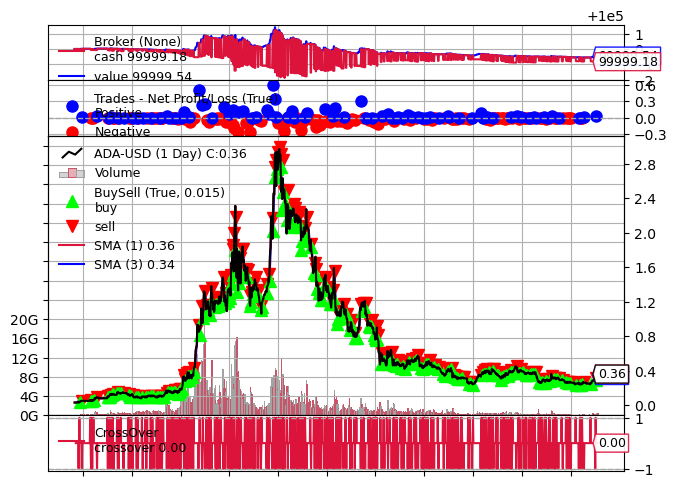 +1e5
Broker (None)
cash 99999.18
value 99999.54
1
99999.18
Trades - Net Profit/Loss (True)
Positive
Negative
0.6
0.3
0.0
−0.3
ADA-USD (1 Day) C:0.36
Volume
BuySell (True, 0.015)
buy
sell
SMA (1) 0.36
SMA (3) 0.34
2.8
2.4
2.0
1.6
1.2
0.8
0.4
0.36
0.0
20G
16G
12G
8G
4G
0G
CrossOver
crossover 0.00
1
0.00
−1